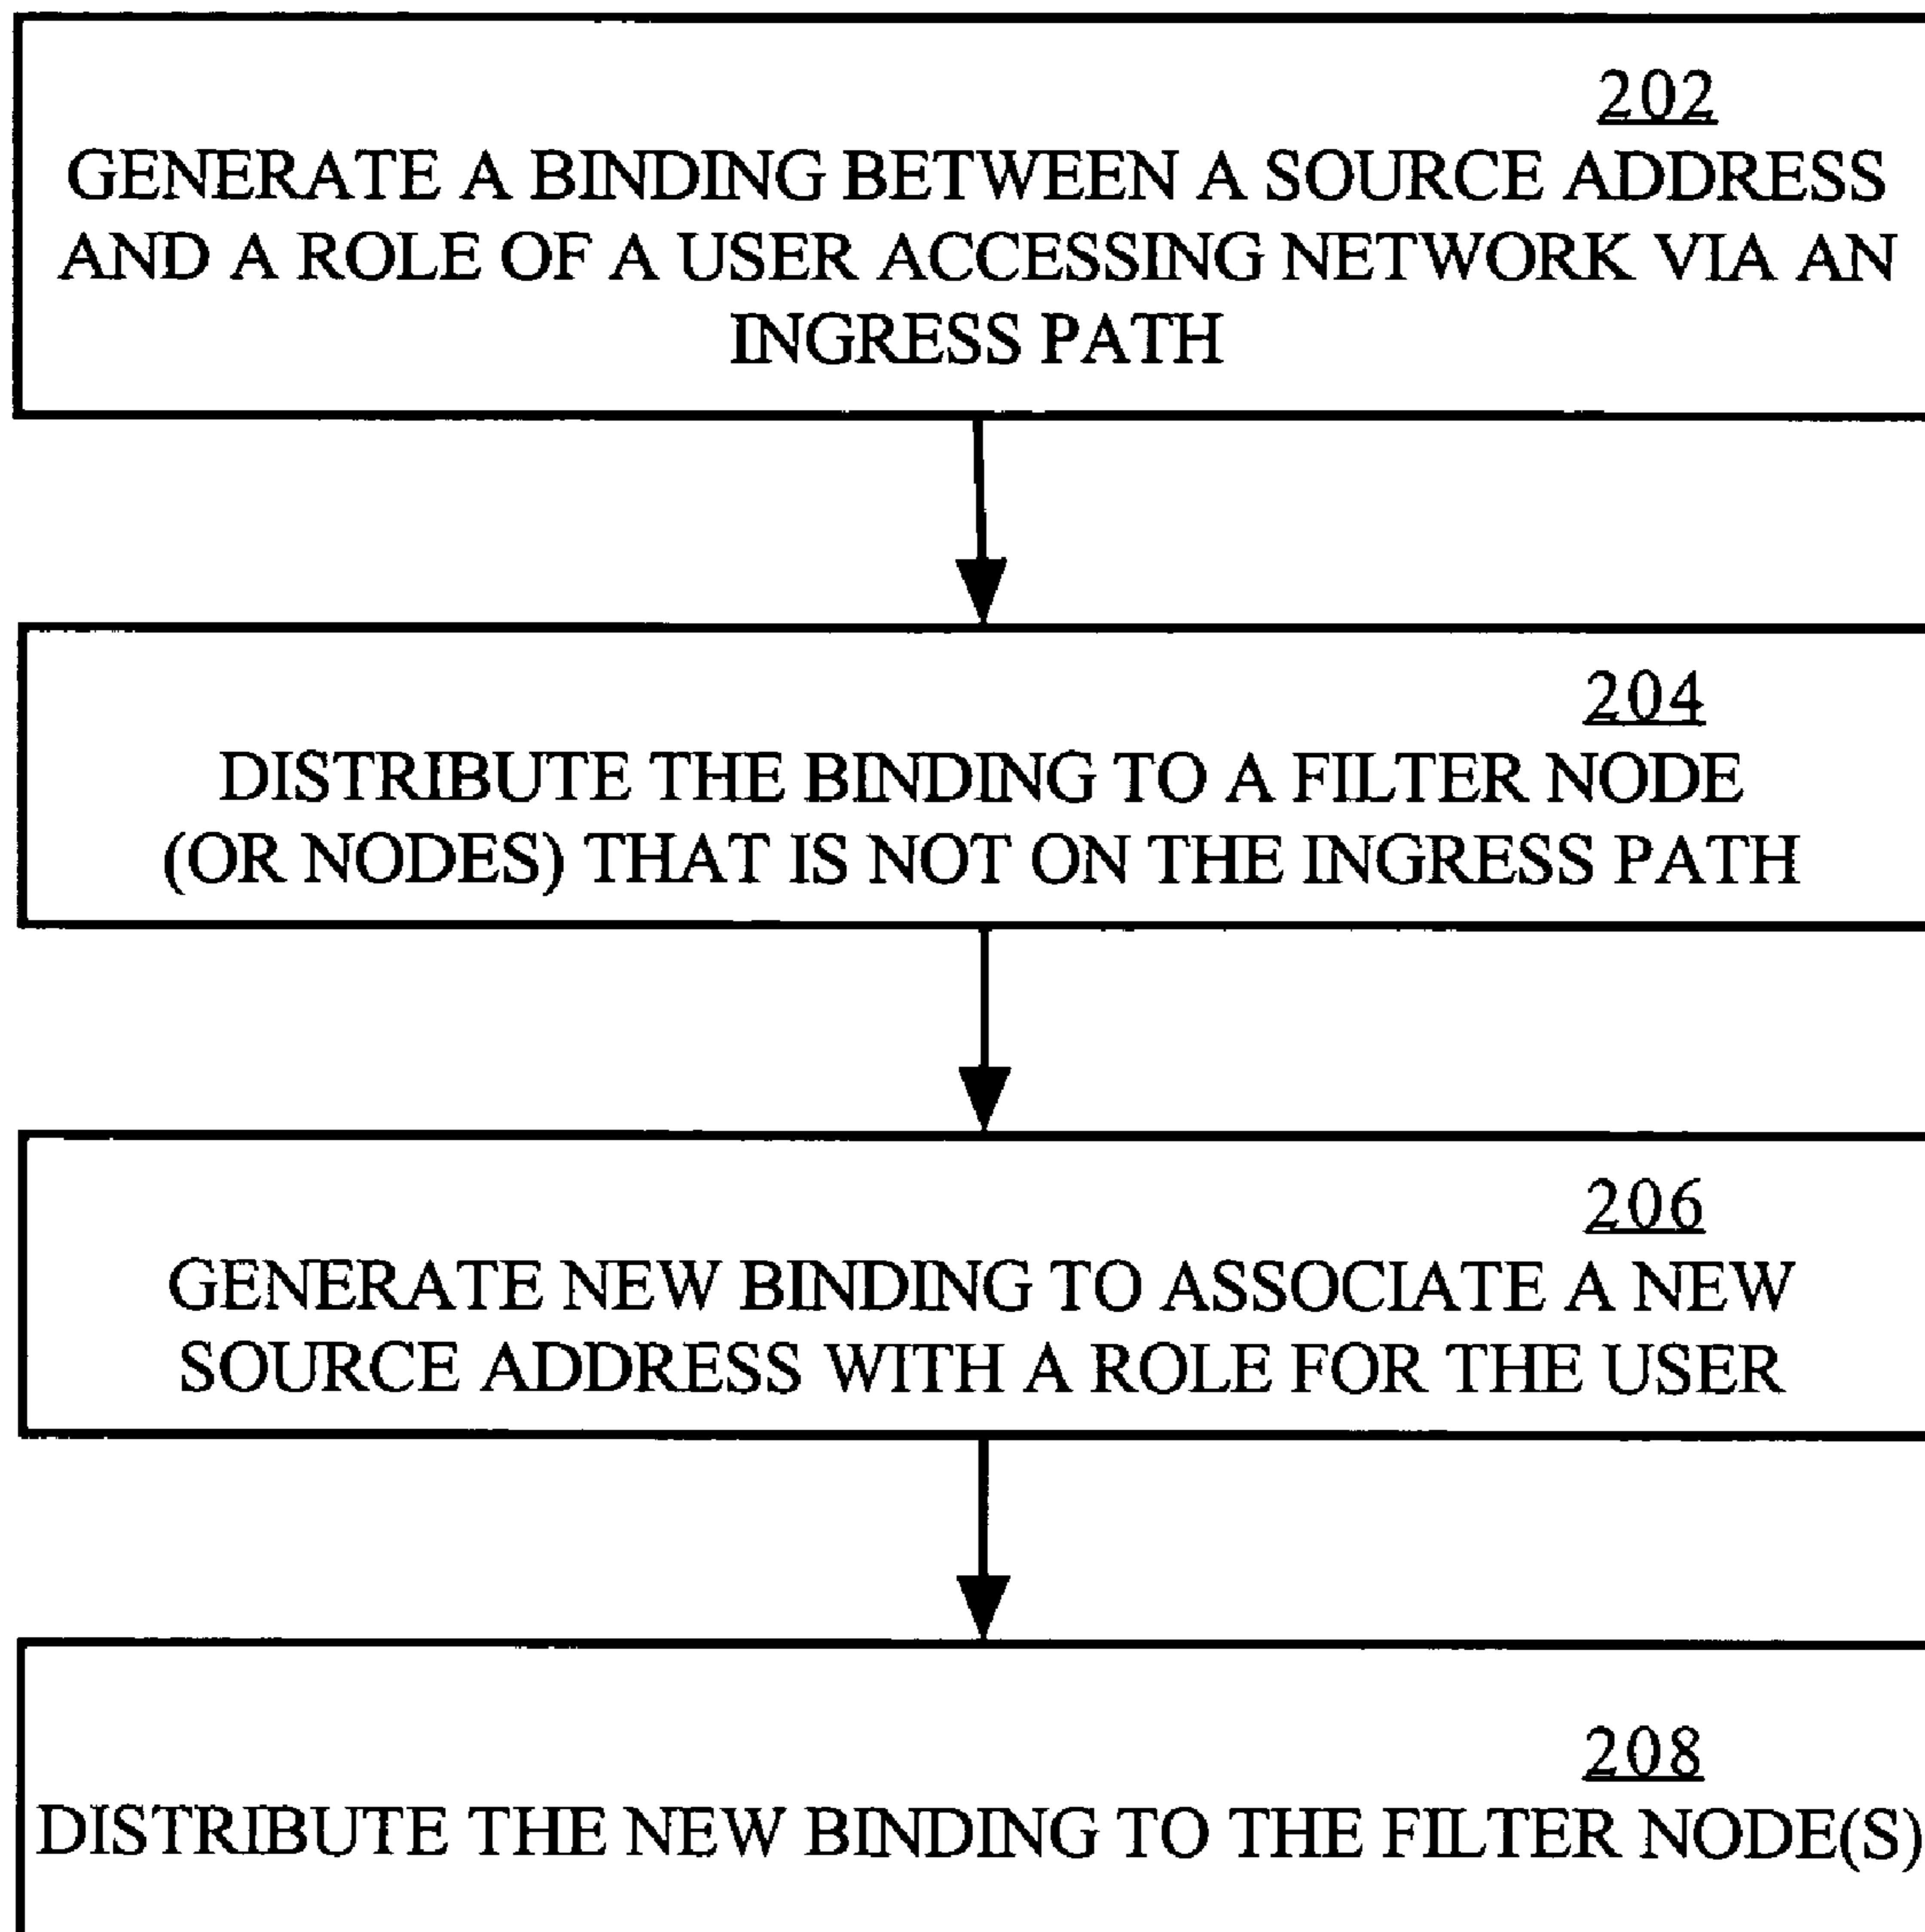 202
GENERATE A BINDING BETWEEN A SOURCE ADDRESS
AND A ROLE OF A USER ACCESSING NETWORK VIA AN
INGRESS PATH
204
DISTRIBUTE THE BINDING TO A FILTER NODE
(OR NODES) THAT IS NOT ON THE INGRESS PATH
206
GENERATE NEW BINDING TO ASSOCIATE A NEW
SOURCE ADDRESS WITH A ROLE FOR THE USER
208
DISTRIBUTE THE NEW BINDING TO THE FILTER NODE(S)